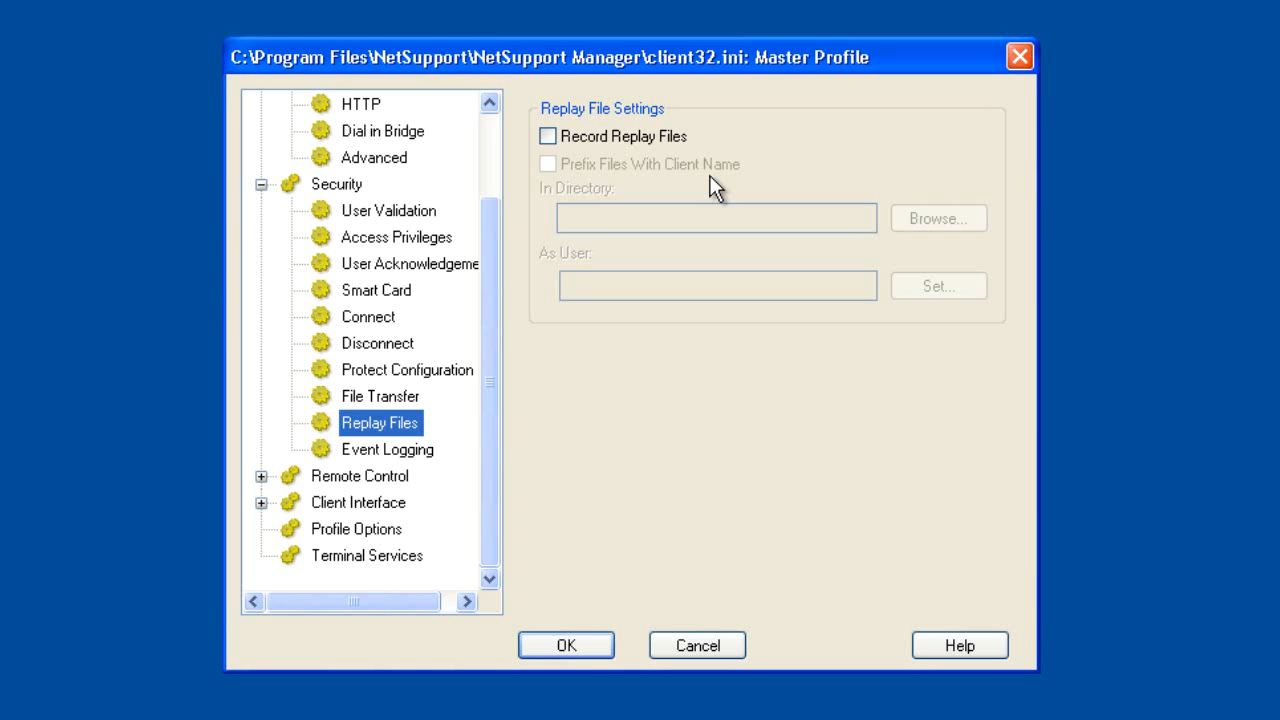 C:\Program Files\NetSupport\NetSupport Manager\client32.ini: Master Profile
HTTP
Dial in Bridge
Advanced
Security
User Validation
Access Privileges
User Acknowledgeme
Smart Card
Connect
Disconnect
Protect Configuration
File Transfer
Replay Files
Event Logging
Remote Control
Client Interface
Profile Options
Terminal Services
Replay File Settings
Record Replay Files
Prefix Files With Client Name
In Directory:
Browse...
As User:
Set...
OK
Cancel
Help